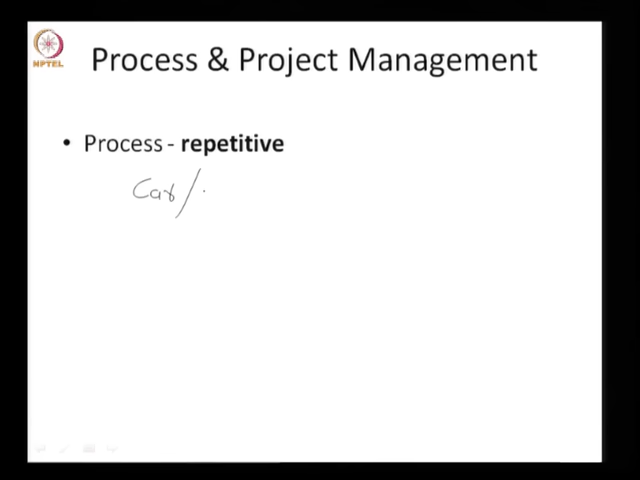 NPTEL
Process & Project Management
• Process - repetitive
Car /